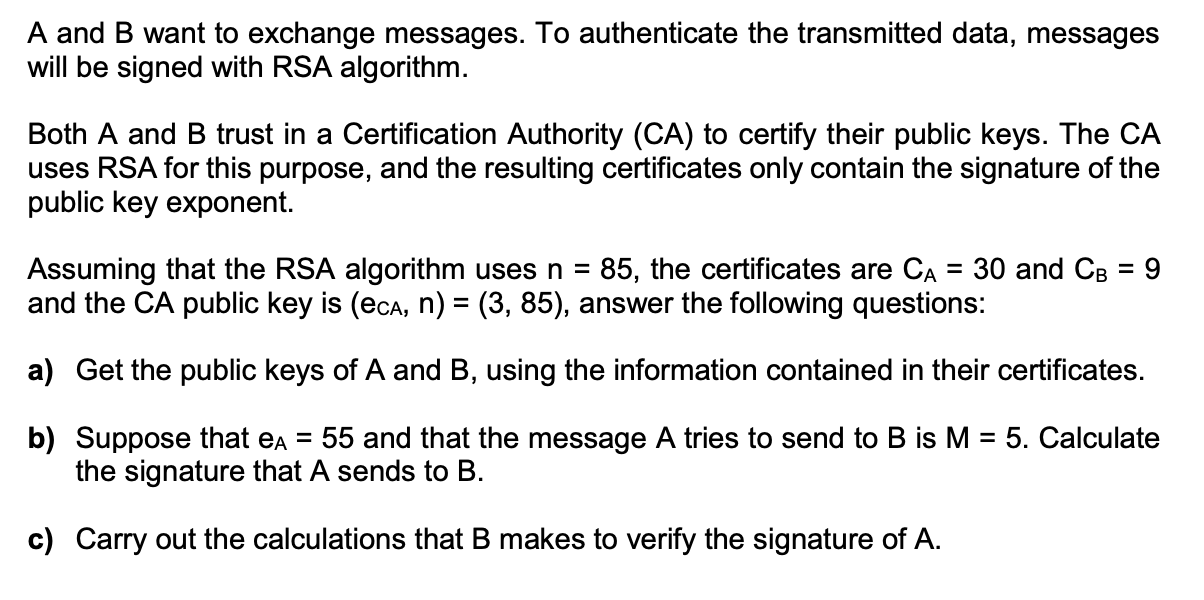 A and B want to exchange messages. To authenticate the transmitted data, messages
will be signed with RSA algorithm.
Both A and B trust in a Certification Authority (CA) to certify their public keys. The CA
uses RSA for this purpose, and the resulting certificates only contain the signature of the
public key exponent.
Assuming that the RSA algorithm uses n = 85, the certificates are CA = 30 and CB = 9
and the CA public key is (eCA, n) = (3, 85), answer the following questions:
a) Get the public keys of A and B, using the information contained in their certificates.
b) Suppose that eA = 55 and that the message A tries to send to B is M = 5. Calculate
the signature that A sends to B.
c) Carry out the calculations that B makes to verify the signature of A.